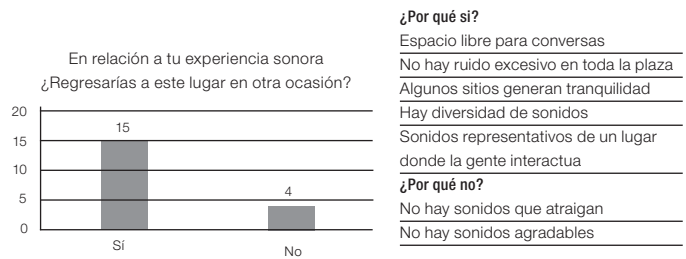 En relación a tu experiencia sonora
¿Regresarías a este lugar en otra ocasión?
20
15
10
5
0
15
4
Sí
No
¿Por qué si?
Espacio libre para conversas
No hay ruido excesivo en toda la plaza
Algunos sitios generan tranquilidad
Hay diversidad de sonidos
Sonidos representativos de un lugar
donde la gente interactua
¿Por qué no?
No hay sonidos que atraigan
No hay sonidos agradables